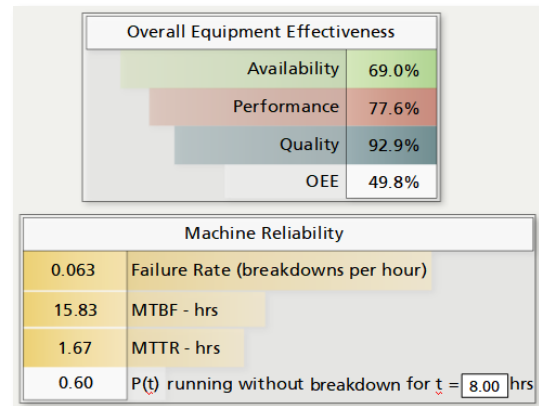 Overall Equipment Effectiveness
Availability 69.0%
Performance 77.6%
Quality 92.9%
OEE 49.8%
Machine Reliability
0.063 Failure Rate (breakdowns per hour)
15.83 MTBF - hrs
1.67 MTTR - hrs
0.60 P(t) running without breakdown for t = 8.00 hrs